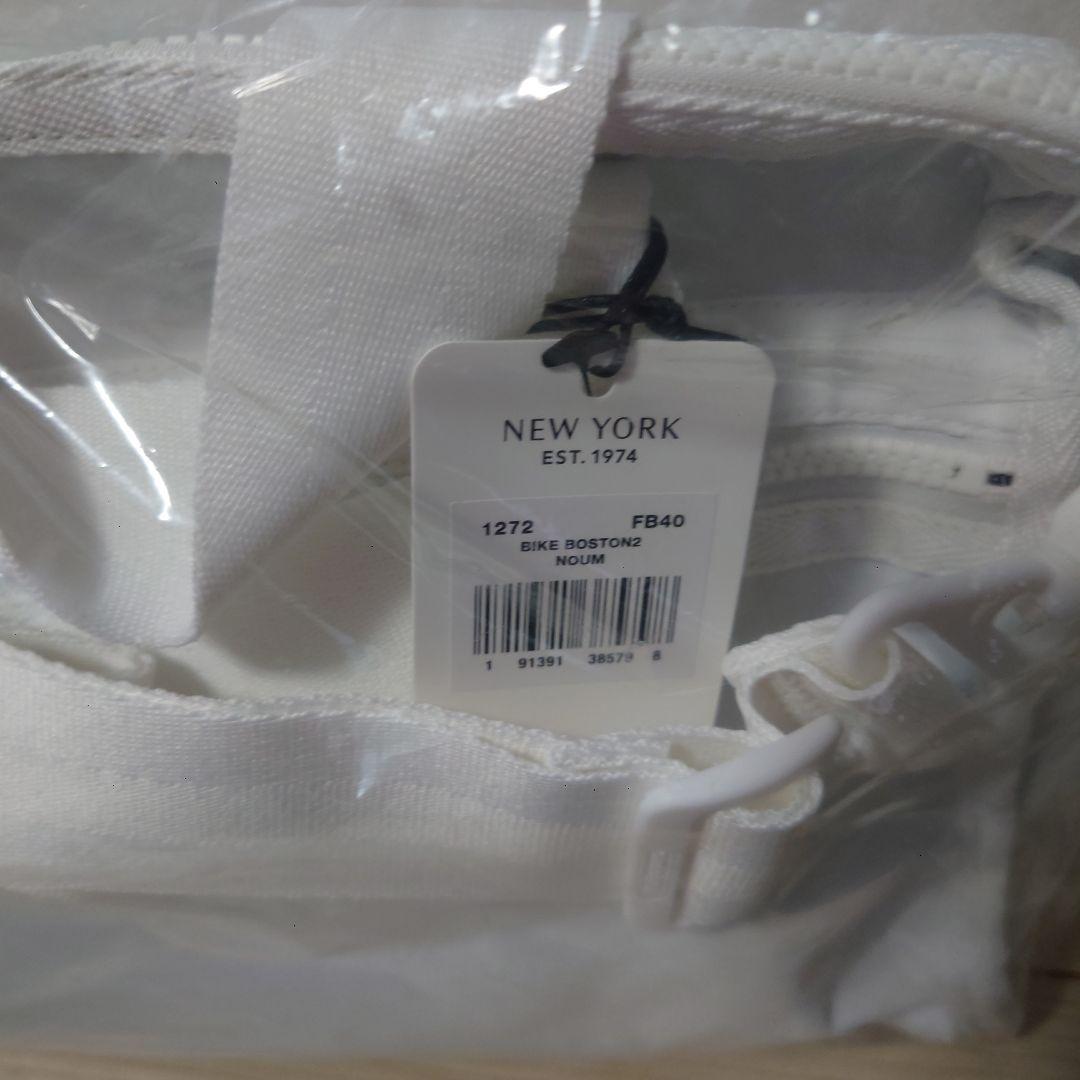 NEW YORK
EST. 1974
1272 FB40
BIKE BOSTON2
NOUM
1 91391 38579 8